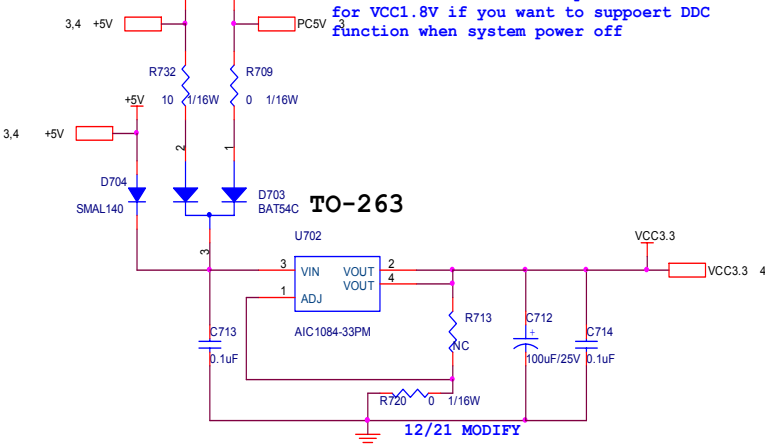 for VCC1.8V if you want to suppoert DDC
function when system power off
3,4 +5V
PC5V 3
R732
R709
10 1/16W
0 1/16W
+5V
3,4 +5V
2
1
D704
SMAL140
D703
BAT54C
TO-263
3
U702
3 VIN VOUT 2
VOUT 4
1 ADJ
AIC1084-33PM
VCC3.3
VCC3.3 4
C713
0.1uF
R713
NC
C712
+
100uF/25V
C714
0.1uF
R720 0 1/16W
12/21 MODIFY